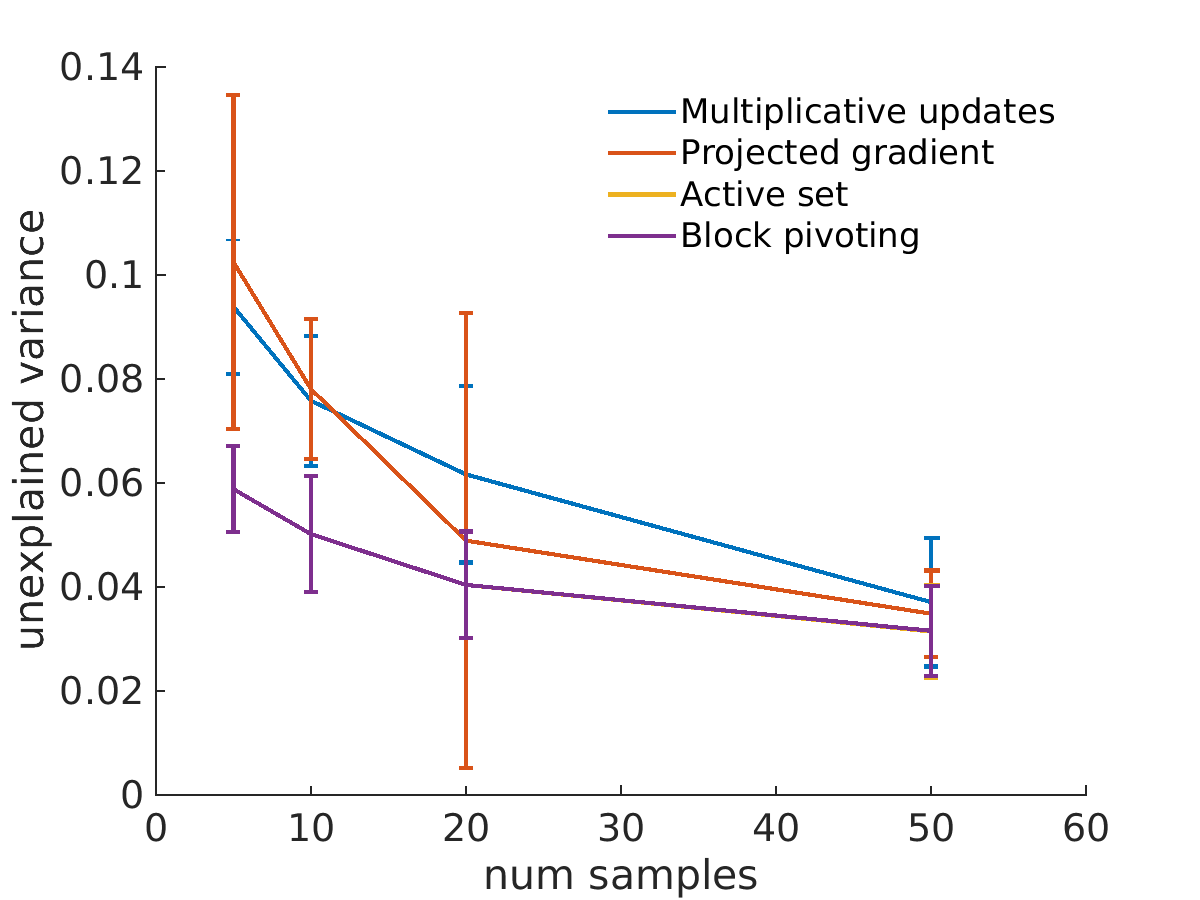 0.14
0.12
0.1
0.08
0.06
0.04
0.02
0
unexplained variance
Multiplicative updates
Projected gradient
Active set
Block pivoting
0 10 20 30 40 50 60
num samples